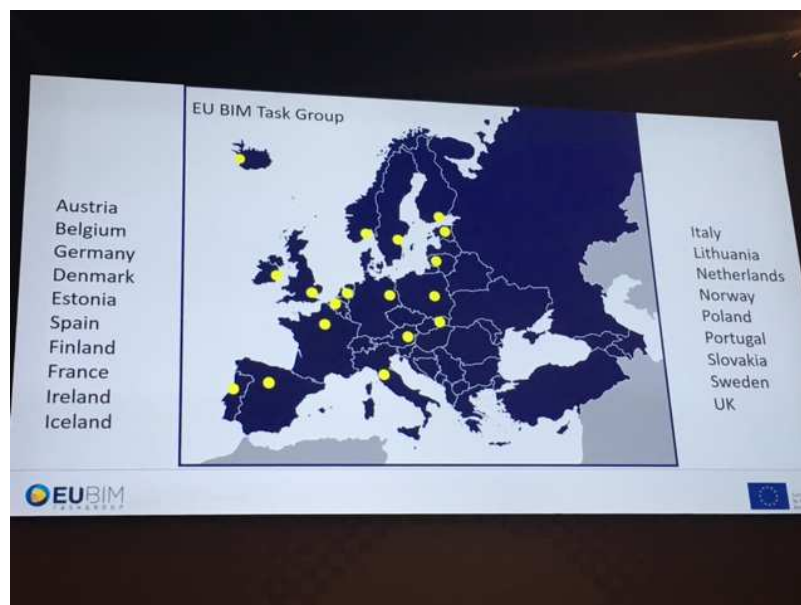 EU BIM Task Group
Austria
Belgium
Germany
Denmark
Estonia
Spain
Finland
France
Ireland
Iceland
Italy
Lithuania
Netherlands
Norway
Poland
Portugal
Slovakia
Sweden
UK
EUBIM
TASKGROUP